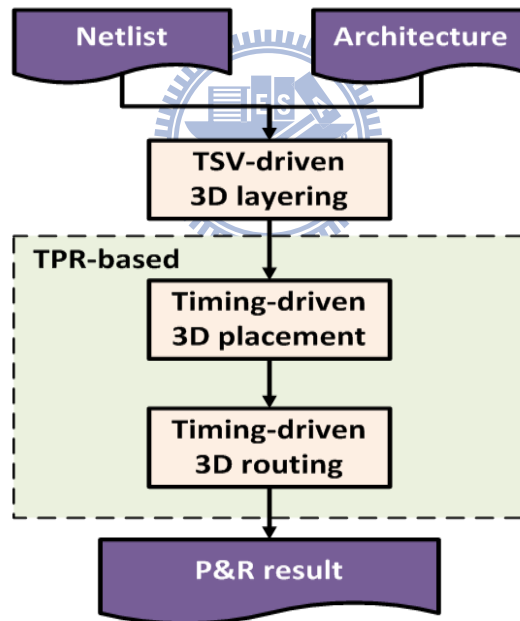 Netlist
Architecture
TSV-driven
3D layering
TPR-based
Timing-driven
3D placement
Timing-driven
3D routing
P&R result